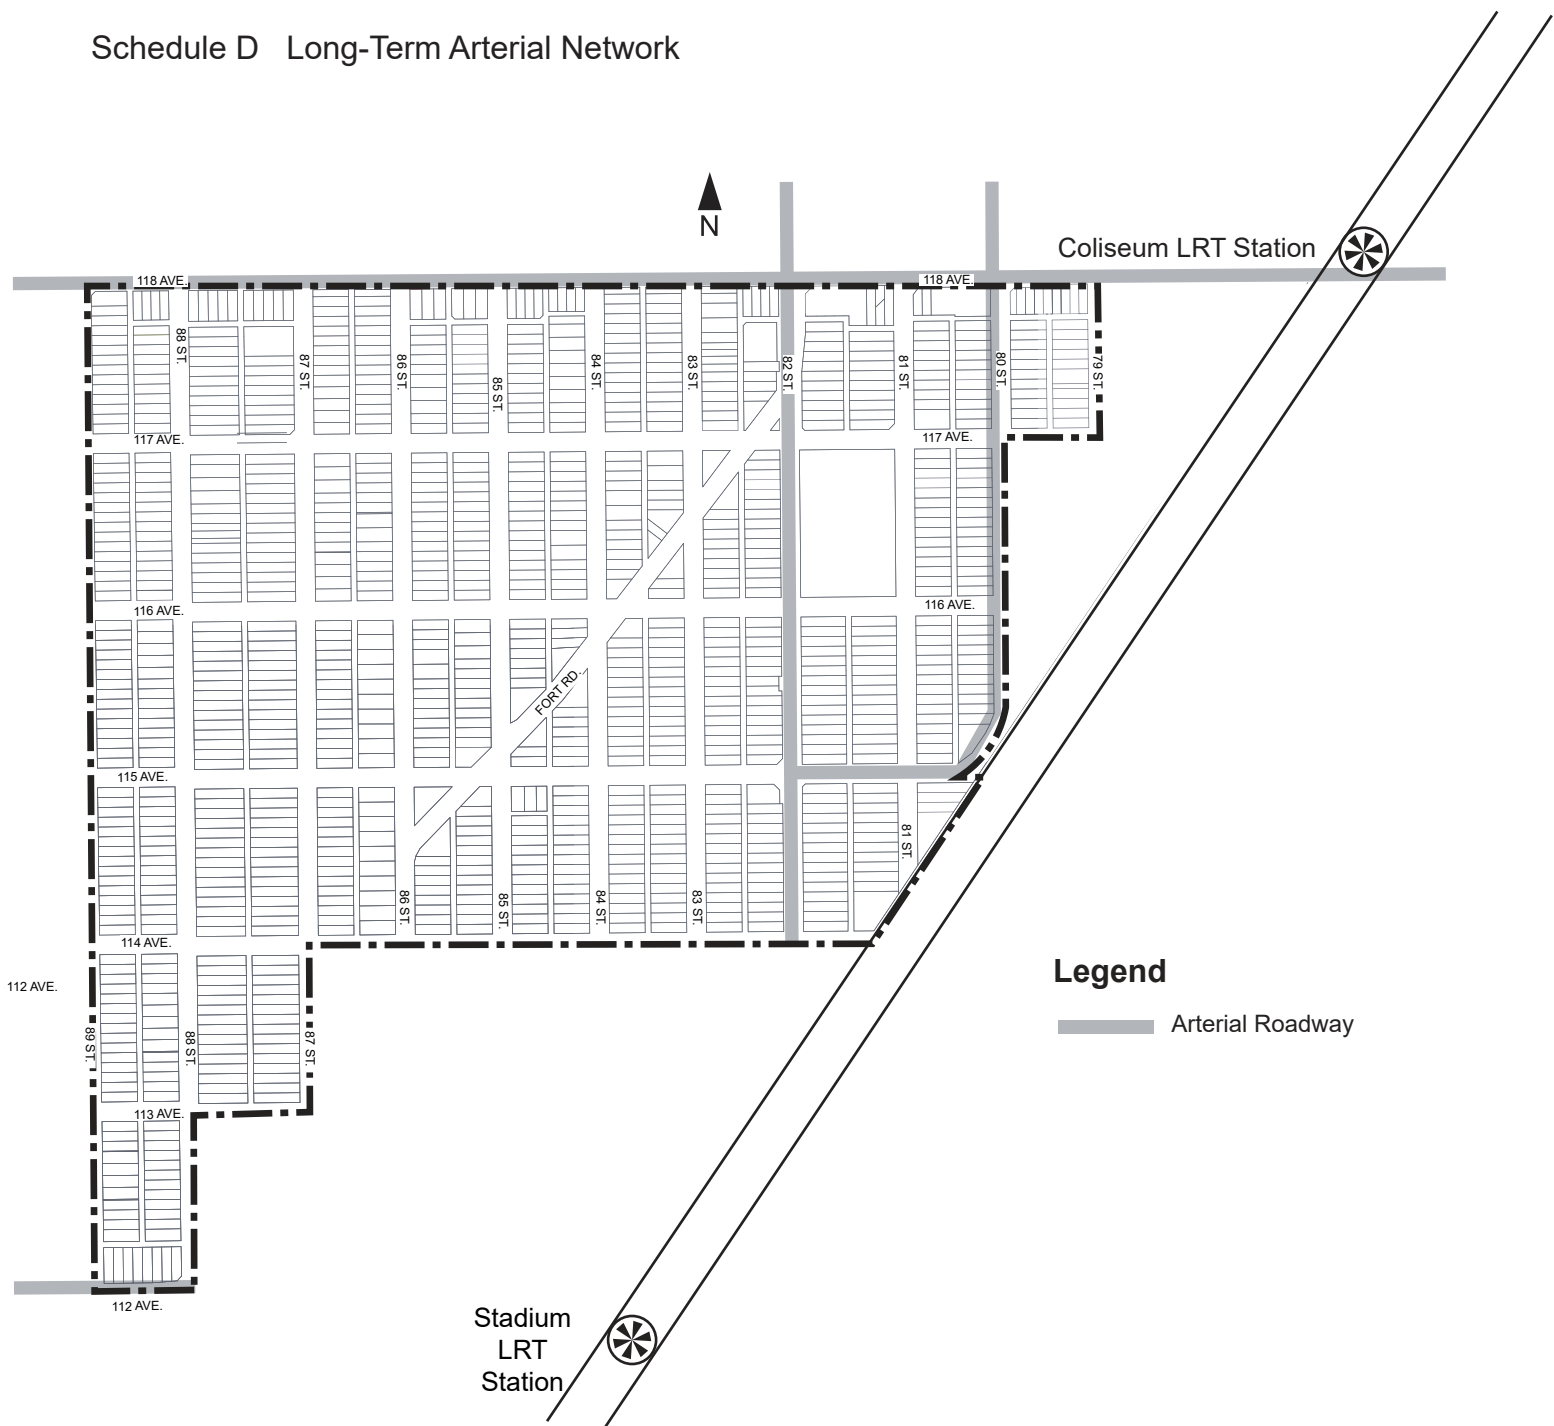 Schedule D   Long-Term Arterial Network
N
Coliseum LRT Station
118 AVE.
118 AVE.
88 ST.
87 ST.
86 ST.
85 ST.
84 ST.
83 ST.
82 ST.
81 ST.
80 ST.
79 ST.
117 AVE.
117 AVE.
116 AVE.
116 AVE.
FORT RD.
115 AVE.
81 ST.
86 ST.
85 ST.
84 ST.
83 ST.
114 AVE.
112 AVE.
89 ST.
88 ST.
87 ST.
Legend
Arterial Roadway
113 AVE.
112 AVE.
Stadium
LRT
Station